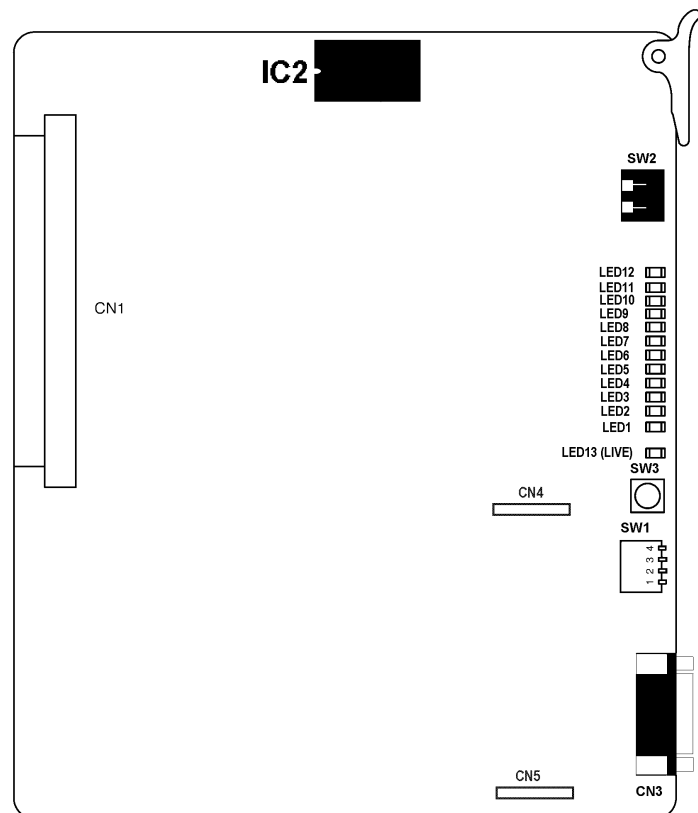 IC2
SW2
LED12
LED11
CN1
LED10
LED9
LED8
LED7
LED6
LED5
LED4
LED3
LED2
LED1
LED13 (LIVE)
SW3
CN4
SW1
4
3
2
1
CN5
CN3